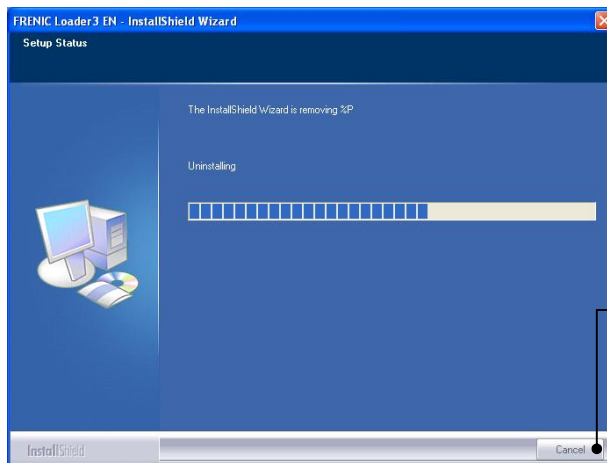 FRENIC Loader3 EN - InstallShield Wizard
Setup Status
The InstallShield Wizard is removing %P
Uninstalling
InstallShield
Cancel